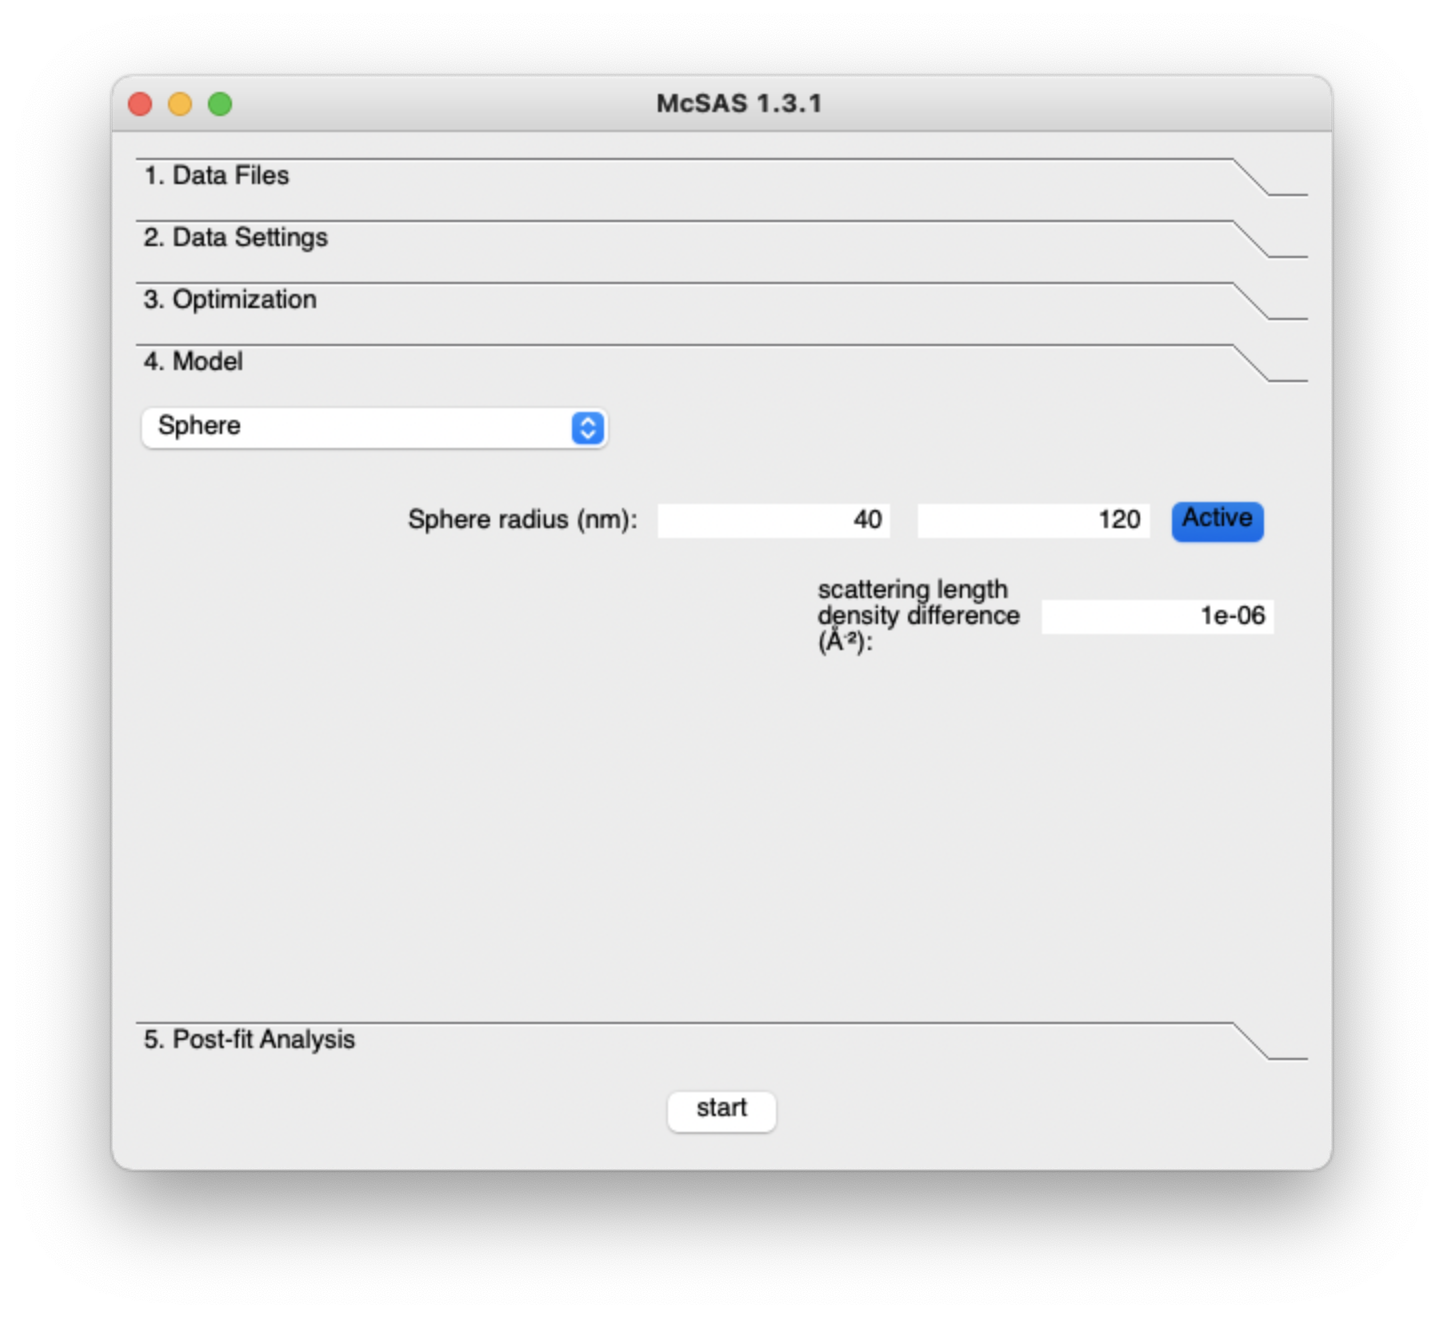 McSAS 1.3.1
1. Data Files
2. Data Settings
3. Optimization
4. Model
Sphere
Sphere radius (nm): 40 120 Active
scattering length
density difference 1e-06
(Å⁻²):
5. Post-fit Analysis
start